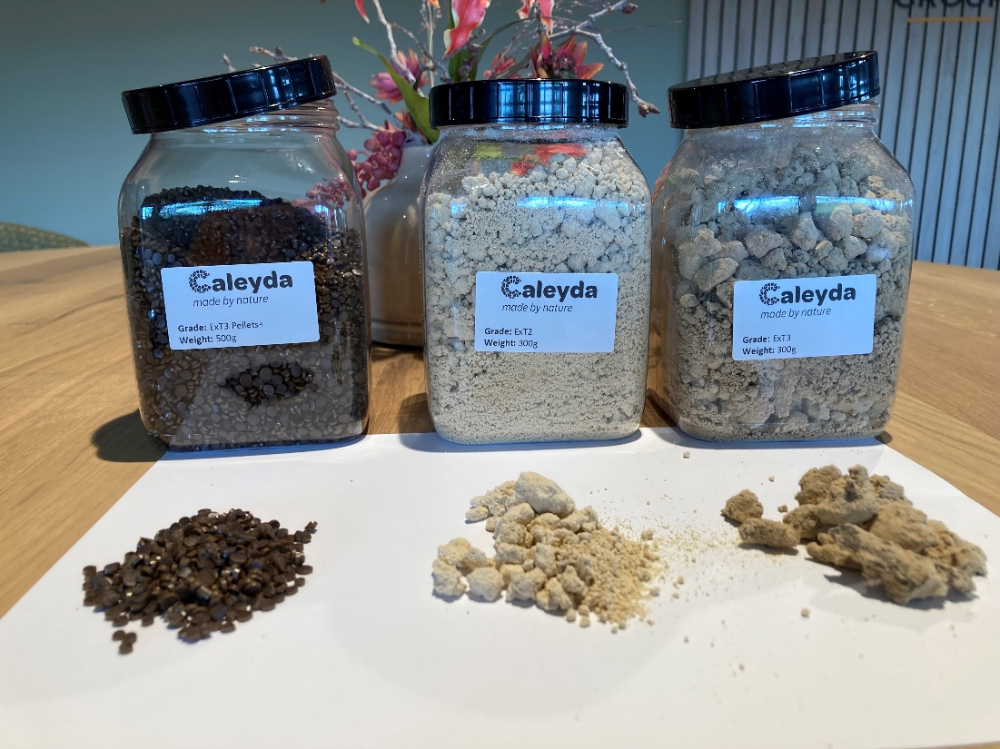 Caleyda
made by nature
Grade: ExT3 Pellets+
Weight: 500g
Caleyda
made by nature
Grade: ExT2
Weight: 300g
Caleyda
made by nature
Grade: ExT3
Weight: 300g